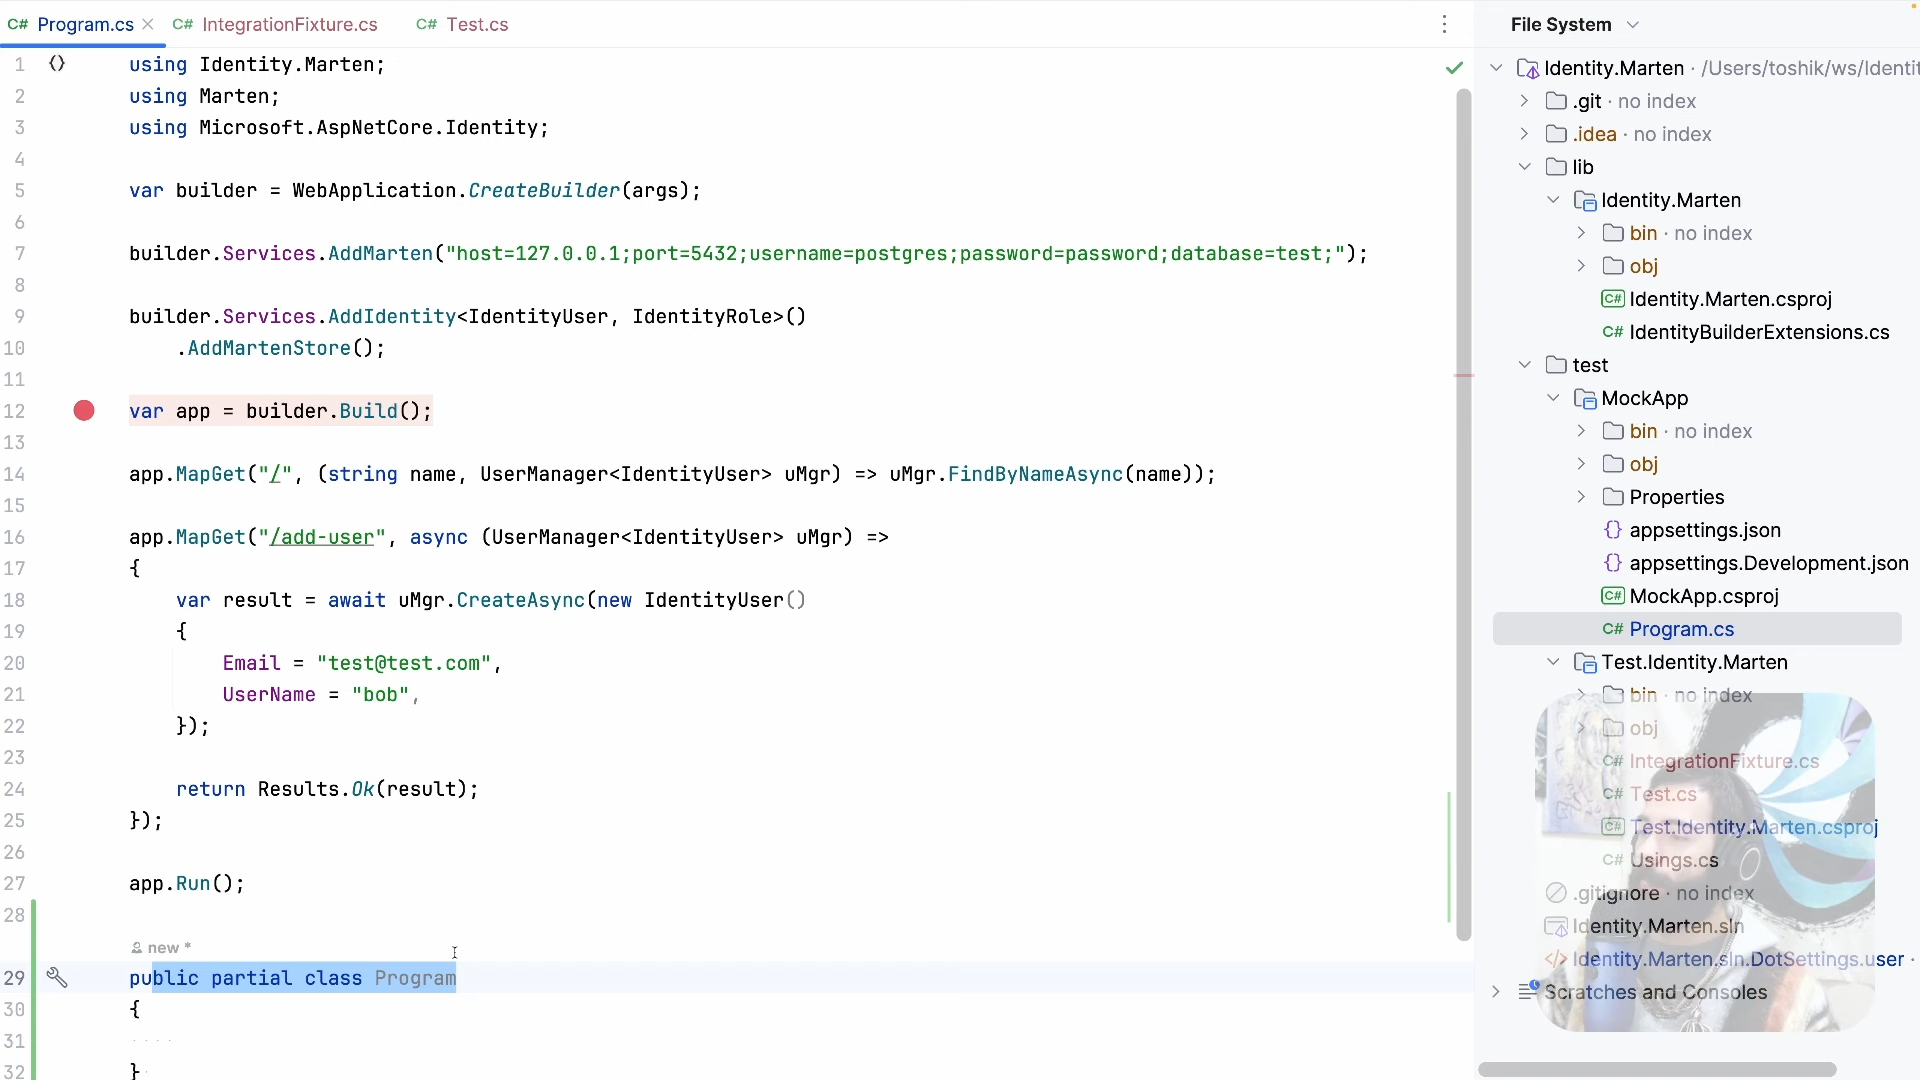 C# Program.cs
C# IntegrationFixture.cs
C# Test.cs
File System
1 using Identity.Marten;
2 using Marten;
3 using Microsoft.AspNetCore.Identity;
4
5 var builder = WebApplication.CreateBuilder(args);
6
7 builder.Services.AddMarten("host=127.0.0.1;port=5432;username=postgres;password=password;database=test;");
8
9 builder.Services.AddIdentity<IdentityUser, IdentityRole>()
10 .AddMartenStore();
11
12 var app = builder.Build();
13
14 app.MapGet("/", (string name, UserManager<IdentityUser> uMgr) => uMgr.FindByNameAsync(name));
15
16 app.MapGet("/add-user", async (UserManager<IdentityUser> uMgr) =>
17 {
18 var result = await uMgr.CreateAsync(new IdentityUser()
19 {
20 Email = "test@test.com",
21 UserName = "bob",
22 });
23
24 return Results.Ok(result);
25 });
26
27 app.Run();
28
new *
29 public partial class Program
30 {
31
32 }
Identity.Marten · /Users/toshik/ws/Identit
.git · no index
.idea · no index
lib
Identity.Marten
bin · no index
obj
C# Identity.Marten.csproj
C# IdentityBuilderExtensions.cs
test
MockApp
bin · no index
obj
Properties
{} appsettings.json
{} appsettings.Development.json
C# MockApp.csproj
C# Program.cs
Test.Identity.Marten
bin · no index
obj
C# IntegrationFixture.cs
C# Test.cs
C# Test.Identity.Marten.csproj
C# Usings.cs
.gitignore · no index
Identity.Marten.sln
</> Identity.Marten.sln.DotSettings.user ·
Scratches and Consoles